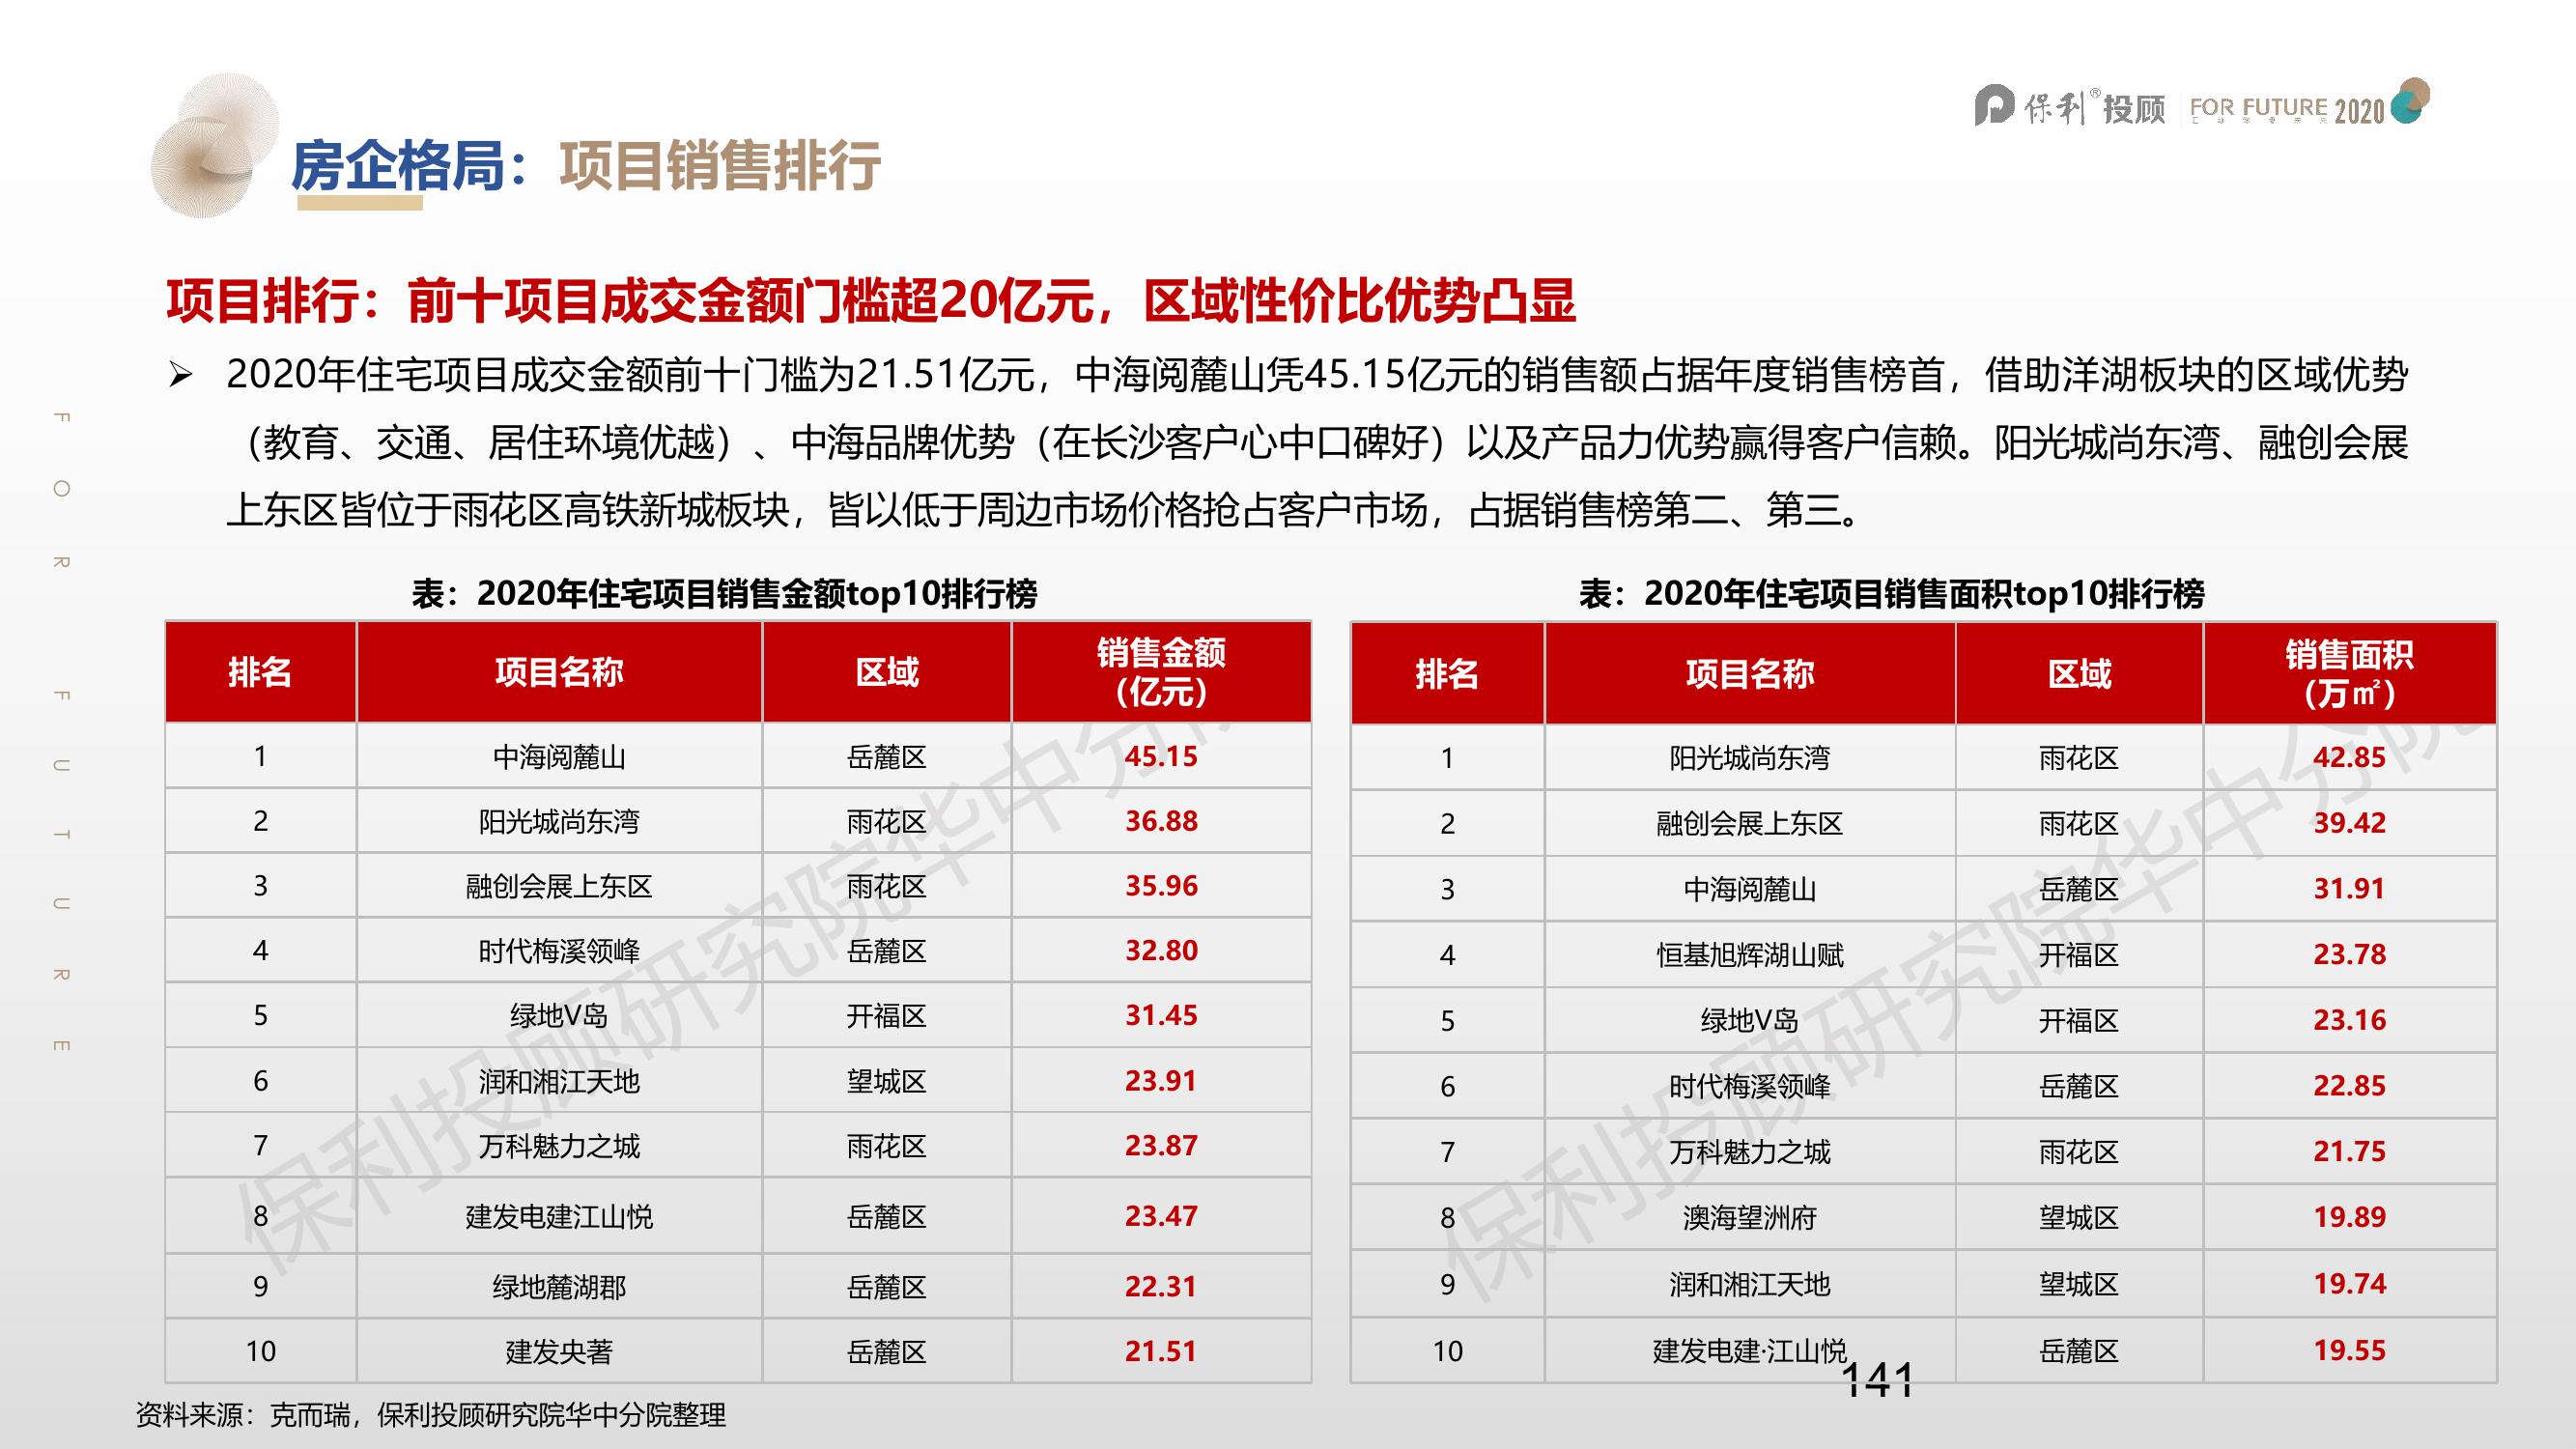 保利®投顾 FOR FUTURE 2020
房企格局：项目销售排行
项目排行：前十项目成交金额门槛超20亿元，区域性价比优势凸显
➢ 2020年住宅项目成交金额前十门槛为21.51亿元，中海阅麓山凭45.15亿元的销售额占据年度销售榜首，借助洋湖板块的区域优势
（教育、交通、居住环境优越）、中海品牌优势（在长沙客户心中口碑好）以及产品力优势赢得客户信赖。阳光城尚东湾、融创会展
上东区皆位于雨花区高铁新城板块，皆以低于周边市场价格抢占客户市场，占据销售榜第二、第三。
FOR FUTURE
表：2020年住宅项目销售金额top10排行榜
排名 项目名称 区域 销售金额
（亿元）
1 中海阅麓山 岳麓区 45.15
2 阳光城尚东湾 雨花区 36.88
3 融创会展上东区 雨花区 35.96
4 时代梅溪领峰 岳麓区 32.80
5 绿地V岛 开福区 31.45
6 润和湘江天地 望城区 23.91
7 万科魅力之城 雨花区 23.87
8 建发电建江山悦 岳麓区 23.47
9 绿地麓湖郡 岳麓区 22.31
10 建发央著 岳麓区 21.51
保利投顾研究院华中分院
表：2020年住宅项目销售面积top10排行榜
排名 项目名称 区域 销售面积
（万㎡）
1 阳光城尚东湾 雨花区 42.85
2 融创会展上东区 雨花区 39.42
3 中海阅麓山 岳麓区 31.91
4 恒基旭辉湖山赋 开福区 23.78
5 绿地V岛 开福区 23.16
6 时代梅溪领峰 岳麓区 22.85
7 万科魅力之城 雨花区 21.75
8 澳海望洲府 望城区 19.89
9 润和湘江天地 望城区 19.74
10 建发电建·江山悦 岳麓区 19.55
保利投顾研究院华中分院
141
资料来源：克而瑞，保利投顾研究院华中分院整理